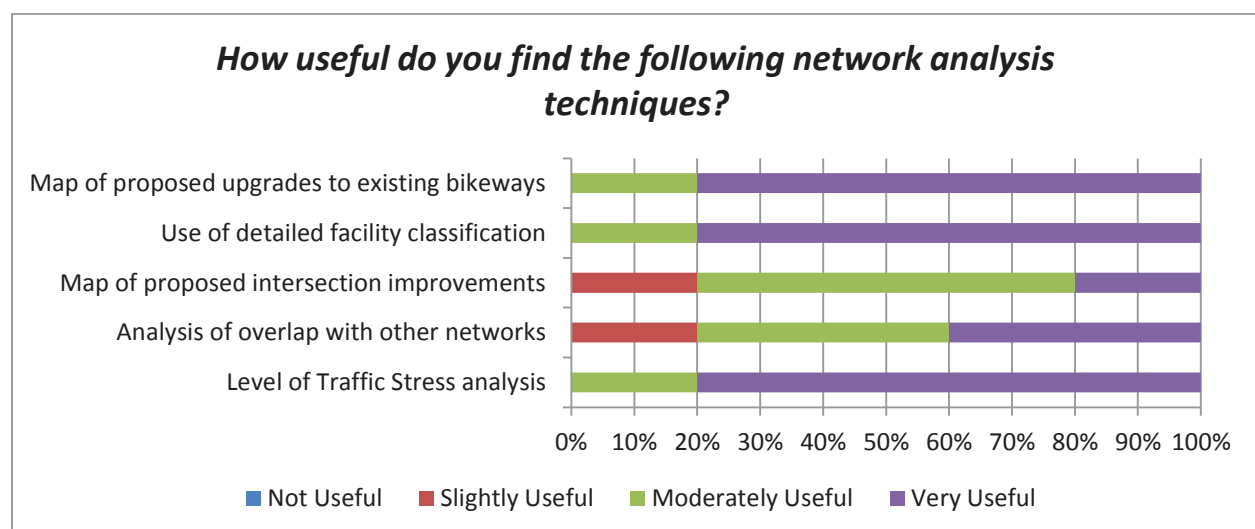 How useful do you find the following network analysis
techniques?
Map of proposed upgrades to existing bikeways
Use of detailed facility classification
Map of proposed intersection improvements
Analysis of overlap with other networks
Level of Traffic Stress analysis
0% 10% 20% 30% 40% 50% 60% 70% 80% 90% 100%
Not Useful Slightly Useful Moderately Useful Very Useful